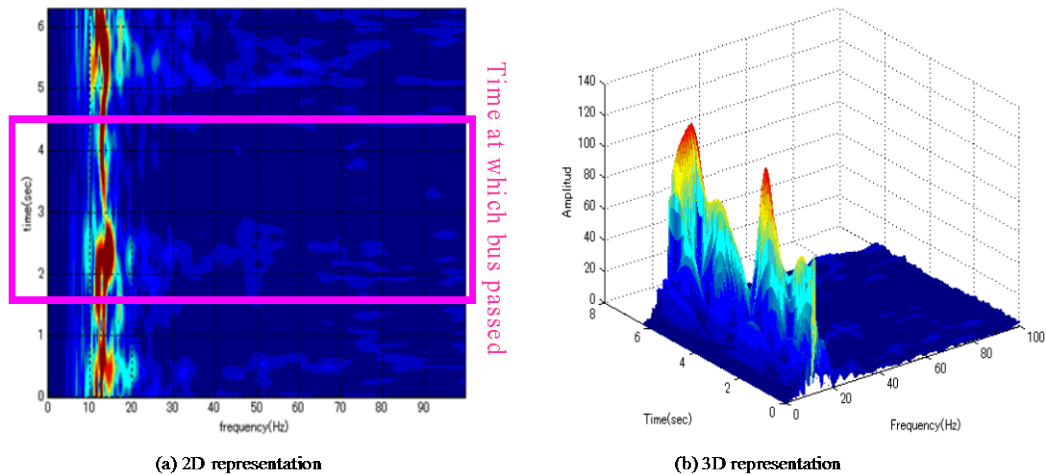 6
5
4
3
2
1
0
time(sec)
0 10 20 30 40 50 60 70 80 90
frequency(Hz)
Time at which bus passed
(a) 2D representation
140
120
100
80
60
40
20
0
Amplitud
8
6
4
2
0
Time(sec)
0
20
40
60
80
100
Frequency(Hz)
(b) 3D representation